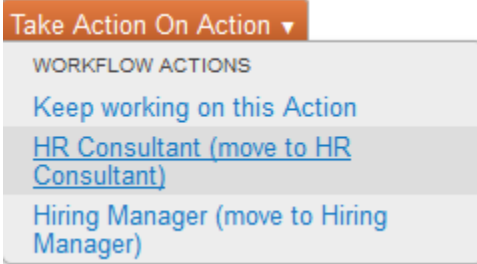 Take Action On Action ▼
WORKFLOW ACTIONS
Keep working on this Action
HR Consultant (move to HR
Consultant)
Hiring Manager (move to Hiring
Manager)